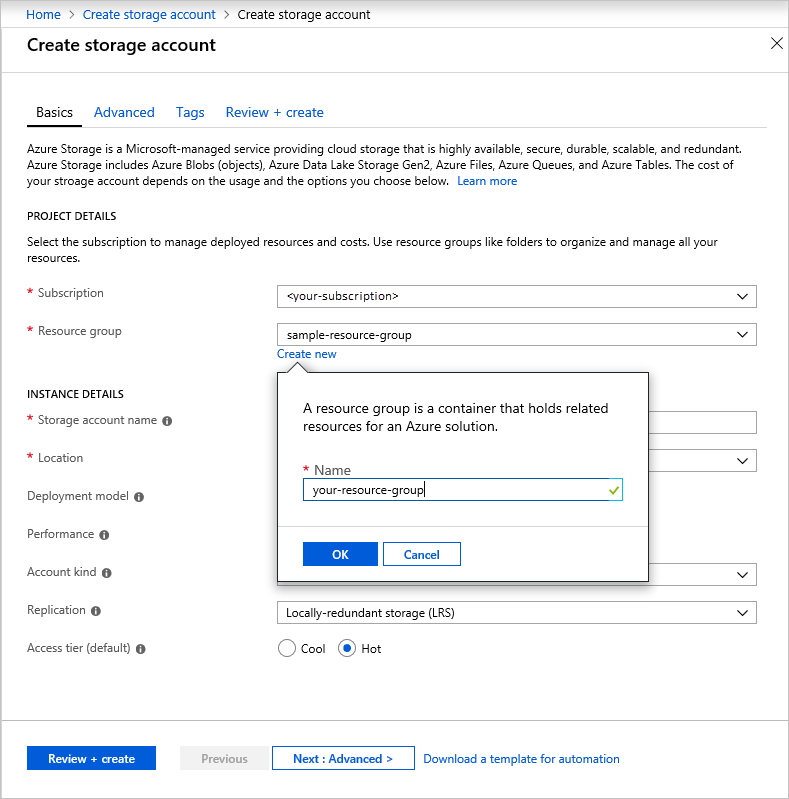 Home > Create storage account > Create storage account
Create storage account
Basics Advanced Tags Review + create
Azure Storage is a Microsoft-managed service providing cloud storage that is highly available, secure, durable, scalable, and redundant.
Azure Storage includes Azure Blobs (objects), Azure Data Lake Storage Gen2, Azure Files, Azure Queues, and Azure Tables. The cost of
your stroage account depends on the usage and the options you choose below. Learn more
PROJECT DETAILS
Select the subscription to manage deployed resources and costs. Use resource groups like folders to organize and manage all your
resources.
* Subscription <your-subscription>
* Resource group sample-resource-group
Create new
A resource group is a container that holds related
resources for an Azure solution.
* Name
your-resource-group
OK Cancel
INSTANCE DETAILS
* Storage account name
* Location
Deployment model
Performance
Account kind
Replication Locally-redundant storage (LRS)
Access tier (default) Cool Hot
Review + create Previous Next : Advanced > Download a template for automation